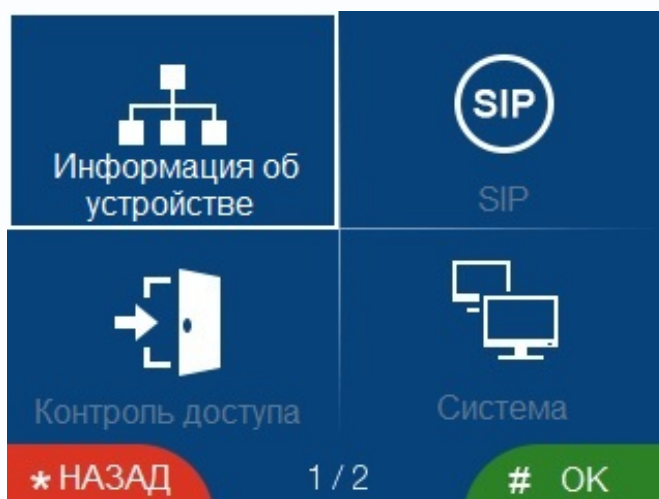 Информация об
устройстве
SIP
SIP
Контроль доступа
Система
* НАЗАД
1 / 2
# OK